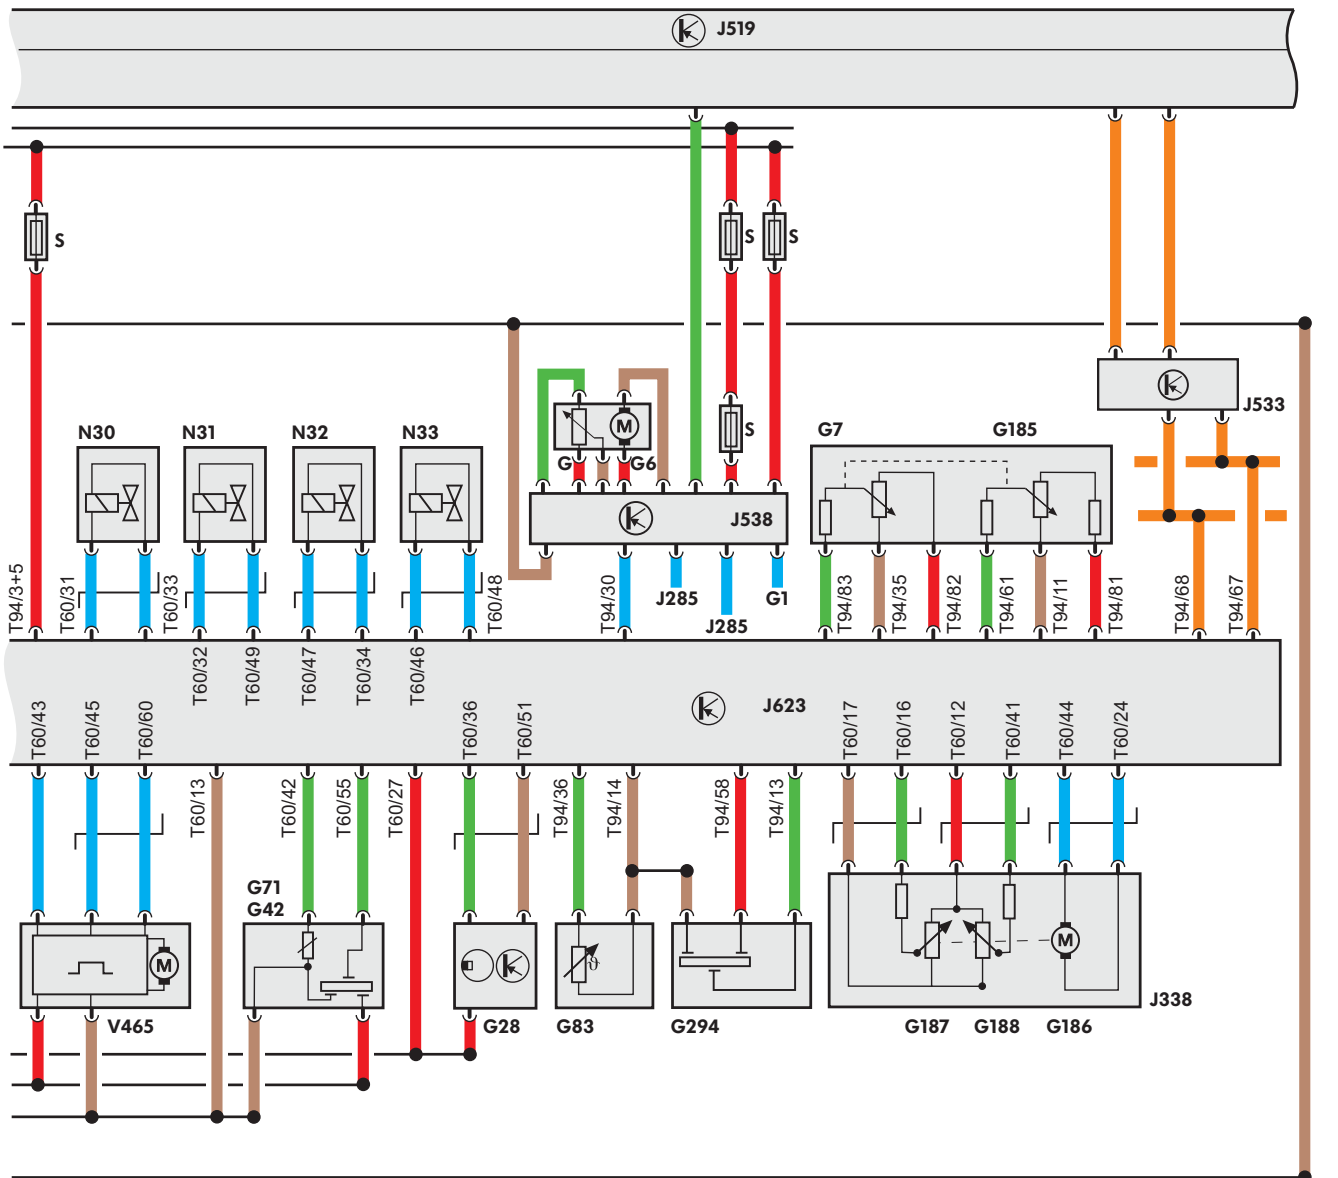 J519
S
S
S
J533
N30
N31
N32
N33
M
G
G6
S
G7
G185
J538
T94/3+5
T60/31
T60/33
T60/48
T94/30
J285
J285
G1
T94/83
T94/35
T94/82
T94/61
T94/11
T94/81
T94/68
T94/67
T60/32
T60/49
T60/47
T60/34
T60/46
J623
T60/43
T60/45
T60/60
T60/36
T60/51
T60/17
T60/16
T60/12
T60/41
T60/44
T60/24
T60/13
T60/42
T60/55
T60/27
T94/36
T94/14
T94/58
T94/13
G71
G42
M
ϑ
M
V465
G28
G83
G294
G187
G188
G186
J338